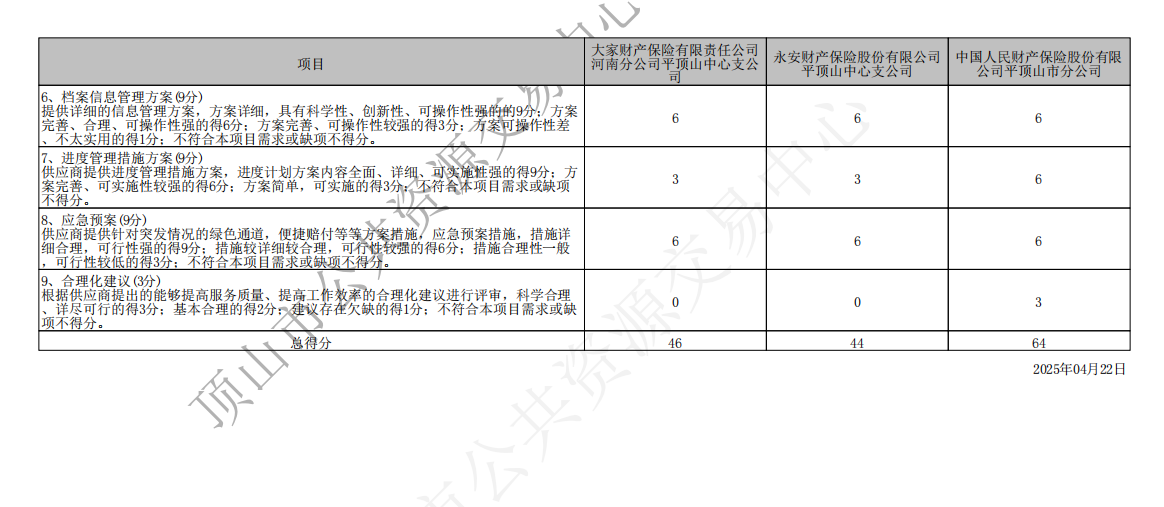 项目
大家财产保险有限责任公司
河南分公司平顶山中心支公
司
永安财产保险股份有限公司
平顶山中心支公司
中国人民财产保险股份有限
公司平顶山市分公司
6、档案信息管理方案(9分)
提供详细的信息管理方案，方案详细，具有科学性、创新性、可操作性强的的9分；方案
完善、合理、可操作性强的得6分；方案完善、可操作性较强的得3分；方案可操作性差
、不太实用的得1分；不符合本项目需求或缺项不得分。
6
6
6
7、进度管理措施方案(9分)
供应商提供进度管理措施方案，进度计划方案内容全面、详细、可实施性强的得9分；方
案完善、可实施性较强的得6分；方案简单，可实施的得3分；不符合本项目需求或缺项
不得分。
3
3
6
8、应急预案(9分)
供应商提供针对突发情况的绿色通道，便捷赔付等等方案措施，应急预案措施，措施详
细合理，可行性强的得9分；措施较详细较合理，可行性较强的得6分；措施合理性一般
，可行性较低的得3分；不符合本项目需求或缺项不得分。
6
6
6
9、合理化建议(3分)
根据供应商提出的能够提高服务质量、提高工作效率的合理化建议进行评审，科学合理
、详尽可行的得3分；基本合理的得2分；建议存在欠缺的得1分；不符合本项目需求或缺
项不得分。
0
0
3
总得分
46
44
64
2025年04月22日
顶山市公共资源交易中心
市公共资源交易中心